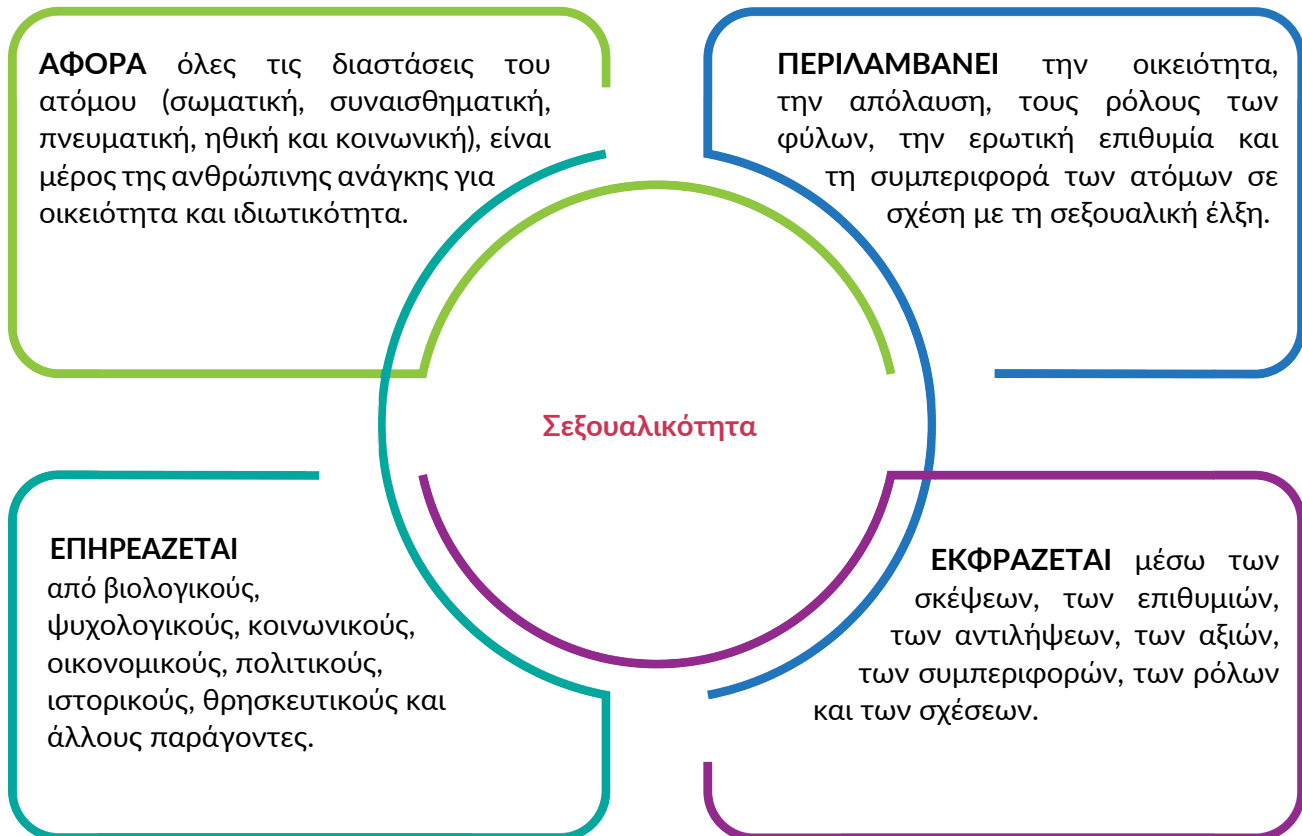 ΑΦΟΡΑ όλες τις διαστάσεις του
ατόμου (σωματική, συναισθηματική,
πνευματική, ηθική και κοινωνική), είναι
μέρος της ανθρώπινης ανάγκης για
οικειότητα και ιδιωτικότητα.
ΠΕΡΙΛΑΜΒΑΝΕΙ την οικειότητα,
την απόλαυση, τους ρόλους των
φύλων, την ερωτική επιθυμία και
τη συμπεριφορά των ατόμων σε
σχέση με τη σεξουαλική έλξη.
Σεξουαλικότητα
ΕΠΗΡΕΑΖΕΤΑΙ
από βιολογικούς,
ψυχολογικούς, κοινωνικούς,
οικονομικούς, πολιτικούς,
ιστορικούς, θρησκευτικούς και
άλλους παράγοντες.
ΕΚΦΡΑΖΕΤΑΙ μέσω των
σκέψεων, των επιθυμιών,
των αντιλήψεων, των αξιών,
των συμπεριφορών, των ρόλων
και των σχέσεων.